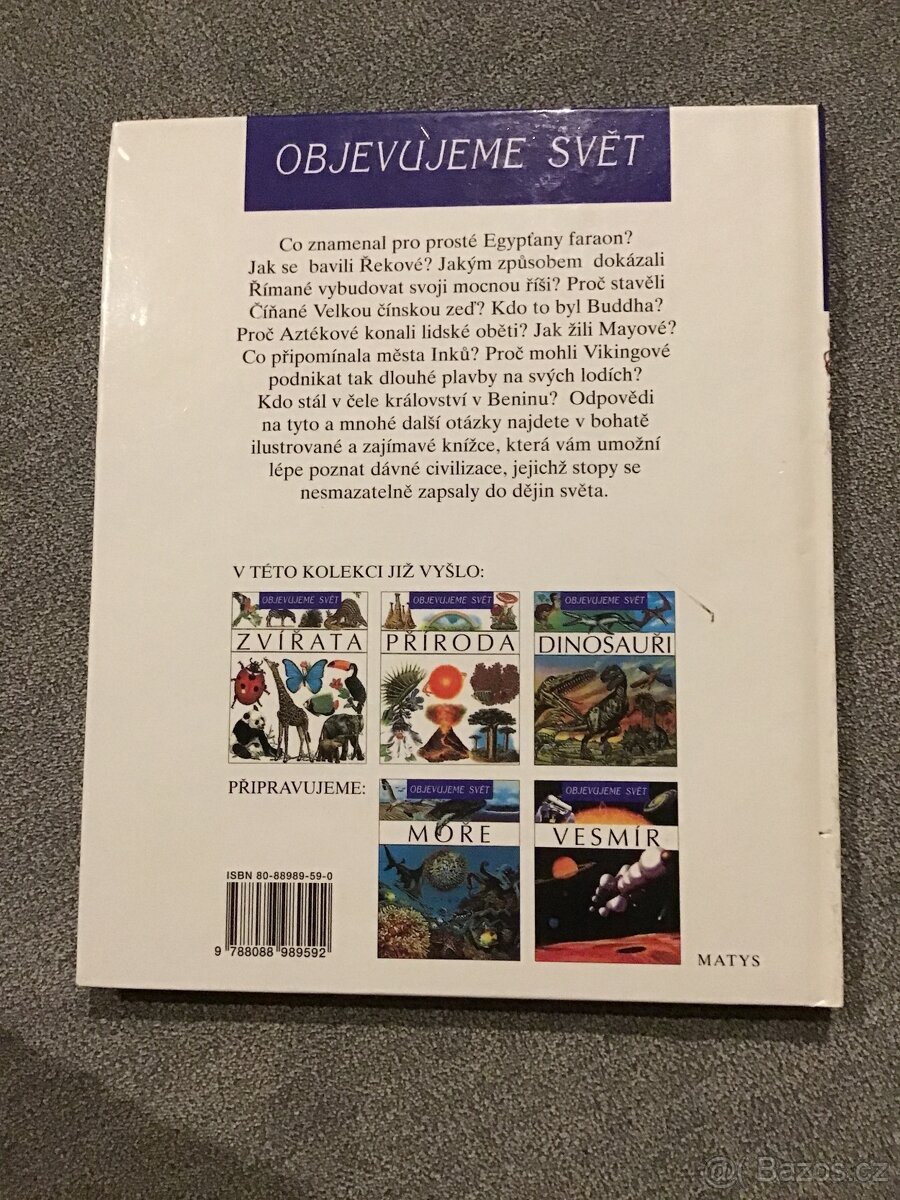 OBJEVUJEME SVĚT
Co znamenal pro prosté Egypťany faraon?
Jak se bavili Řekové? Jakým způsobem dokázali
Římané vybudovat svoji mocnou říši? Proč stavěli
Číňané Velkou čínskou zeď? Kdo to byl Buddha?
Proč Aztékové konali lidské oběti? Jak žili Mayové?
Co připomínala města Inků? Proč mohli Vikingové
podnikat tak dlouhé plavby na svých lodích?
Kdo stál v čele království v Beninu? Odpovědi
na tyto a mnohé další otázky najdete v bohatě
ilustrované a zajímavé knížce, která vám umožní
lépe poznat dávné civilizace, jejichž stopy se
nesmazatelně zapsaly do dějin světa.
V TÉTO KOLEKCI JIŽ VYŠLO:
OBJEVUJEME SVĚT
ZVÍŘATA
OBJEVUJEME SVĚT
PŘÍRODA
OBJEVUJEME SVĚT
DINOSAUŘI
PŘIPRAVUJEME:
OBJEVUJEME SVĚT
MOŘE
OBJEVUJEME SVĚT
VESMÍR
ISBN 80-88989-59-0
9 788088 989592
MATYS
@( Bazos.cz